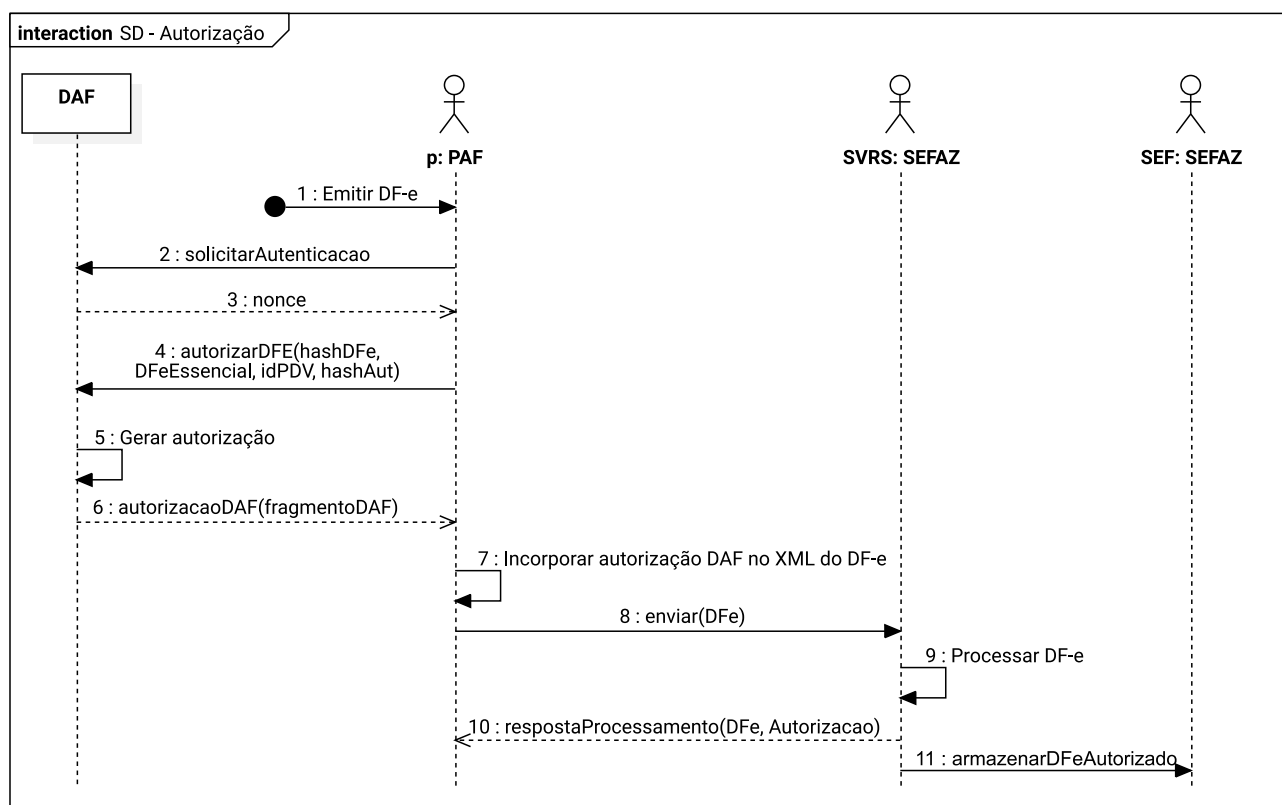 interaction SD - Autorização
DAF
p: PAF
SVRS: SEFAZ
SEF: SEFAZ
1 : Emitir DF-e
2 : solicitarAutenticacao
3 : nonce
4 : autorizarDFE(hashDFe,
DFeEssencial, idPDV, hashAut)
5 : Gerar autorização
6 : autorizacaoDAF(fragmentoDAF)
7 : Incorporar autorização DAF no XML do DF-e
8 : enviar(DFe)
9 : Processar DF-e
10 : respostaProcessamento(DFe, Autorizacao)
11 : armazenarDFeAutorizado